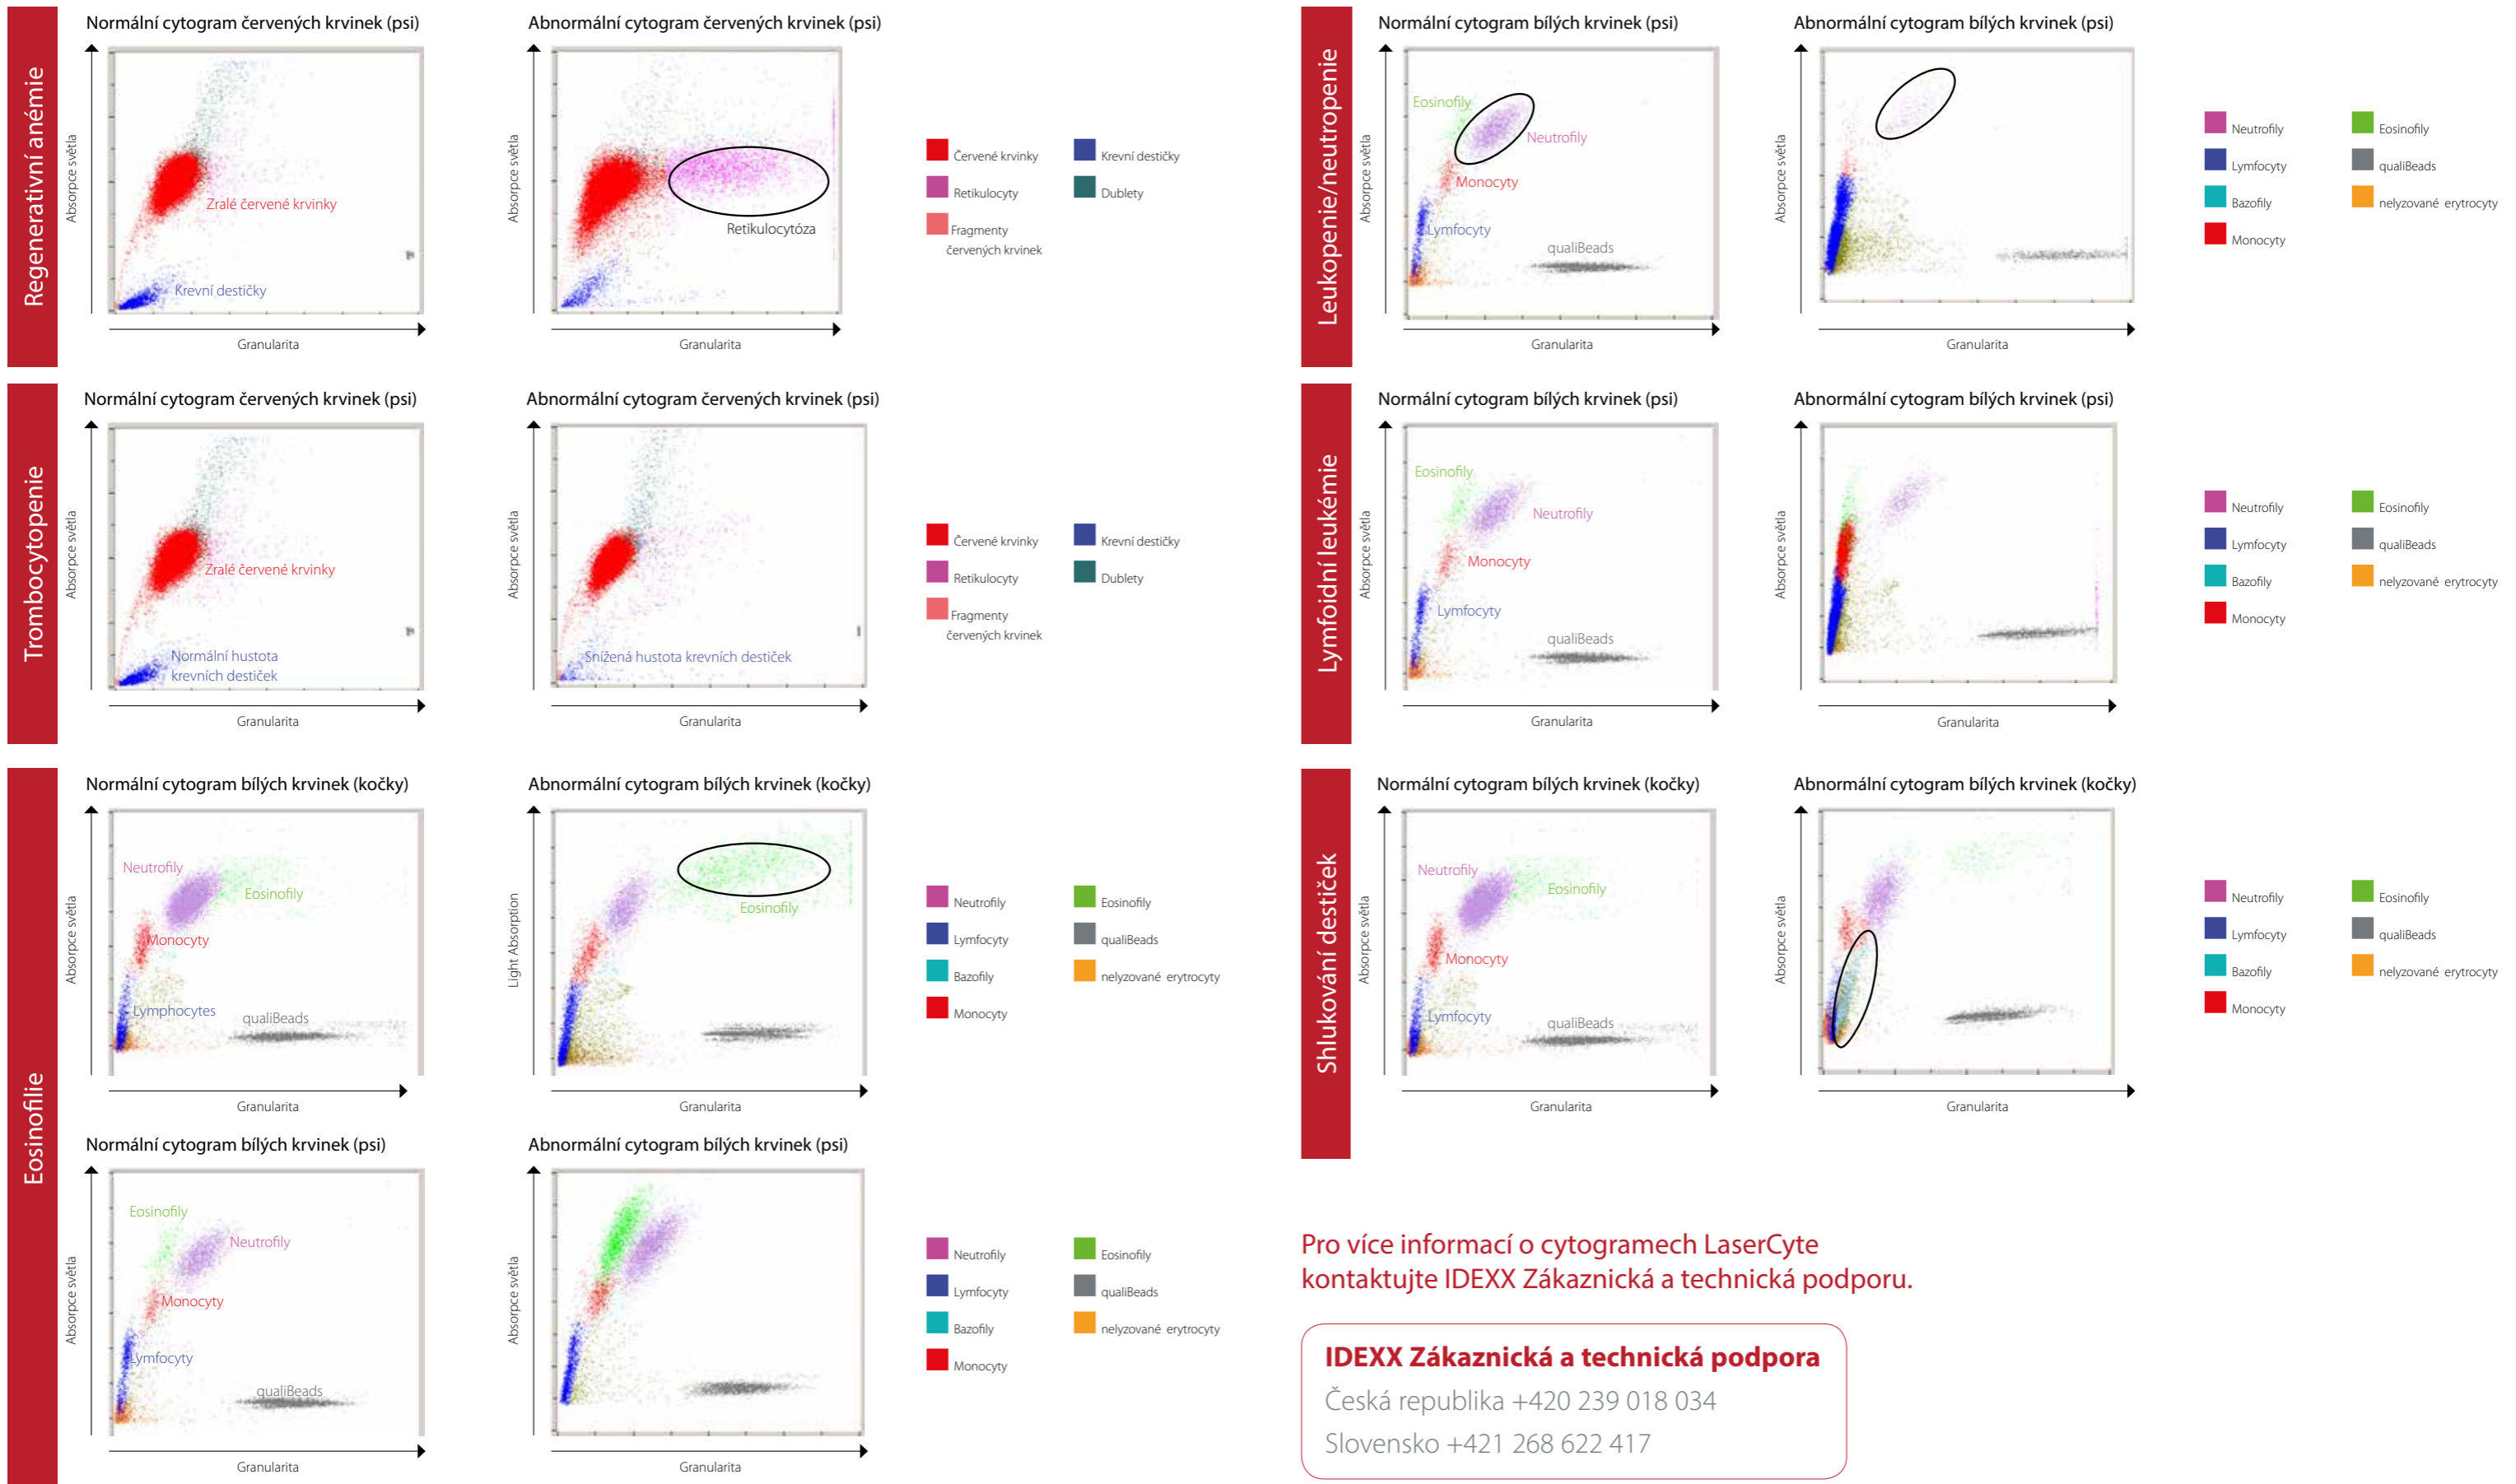 Regenerativní anémie
Normální cytogram červených krvinek (psi)
Absorpce světla
Zralé červené krvinky
Krevní destičky
Granularita
Abnormální cytogram červených krvinek (psi)
Absorpce světla
Retikulocytóza
Granularita
Červené krvinky
Retikulocyty
Fragmenty
červených krvinek
Krevní destičky
Dublety
Trombocytopenie
Normální cytogram červených krvinek (psi)
Absorpce světla
Zralé červené krvinky
Normální hustota
krevních destiček
Granularita
Abnormální cytogram červených krvinek (psi)
Absorpce světla
Snížená hustota krevních destiček
Granularita
Červené krvinky
Retikulocyty
Fragmenty
červených krvinek
Krevní destičky
Dublety
Eosinofilie
Normální cytogram bílých krvinek (kočky)
Absorpce světla
Neutrofily
Eosinofily
Monocyty
Lymphocytes
qualiBeads
Granularita
Abnormální cytogram bílých krvinek (kočky)
Light Absorption
Eosinofily
Granularita
Neutrofily
Lymfocyty
Bazofily
Monocyty
Eosinofily
qualiBeads
nelyzované erytrocyty
Normální cytogram bílých krvinek (psi)
Absorpce světla
Eosinofily
Neutrofily
Monocyty
Lymfocyty
qualiBeads
Granularita
Abnormální cytogram bílých krvinek (psi)
Absorpce světla
Granularita
Neutrofily
Lymfocyty
Bazofily
Monocyty
Eosinofily
qualiBeads
nelyzované erytrocyty
Leukopenie/neutropenie
Normální cytogram bílých krvinek (psi)
Absorpce světla
Eosinofily
Neutrofily
Monocyty
Lymfocyty
qualiBeads
Granularita
Abnormální cytogram bílých krvinek (psi)
Absorpce světla
Granularita
Neutrofily
Lymfocyty
Bazofily
Monocyty
Eosinofily
qualiBeads
nelyzované erytrocyty
Lymfoidní leukémie
Normální cytogram bílých krvinek (psi)
Absorpce světla
Eosinofily
Neutrofily
Monocyty
Lymfocyty
qualiBeads
Granularita
Abnormální cytogram bílých krvinek (psi)
Absorpce světla
Granularita
Neutrofily
Lymfocyty
Bazofily
Monocyty
Eosinofily
qualiBeads
nelyzované erytrocyty
Shlukování destiček
Normální cytogram bílých krvinek (kočky)
Absorpce světla
Neutrofily
Eosinofily
Monocyty
Lymfocyty
qualiBeads
Granularita
Abnormální cytogram bílých krvinek (kočky)
Absorpce světla
Granularita
Neutrofily
Lymfocyty
Bazofily
Monocyty
Eosinofily
qualiBeads
nelyzované erytrocyty
Pro více informací o cytogramech LaserCyte
kontaktujte IDEXX Zákaznická a technická podporu.
IDEXX Zákaznická a technická podpora
Česká republika +420 239 018 034
Slovensko +421 268 622 417